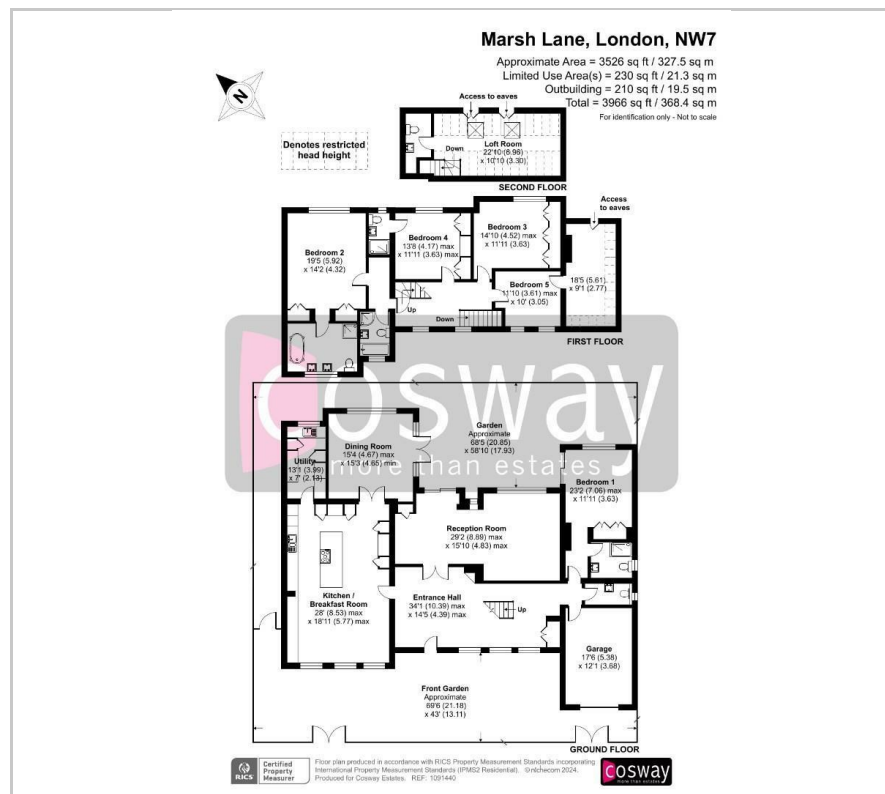 Marsh Lane, London, NW7
Approximate Area = 3526 sq ft / 327.5 sq m
Limited Use Area(s) = 230 sq ft / 21.3 sq m
Outbuilding = 210 sq ft / 19.5 sq m
Total = 3966 sq ft / 368.4 sq m
For identification only - Not to scale
N
Denotes restricted
head height
Access to eaves
Down
Loft Room
22'10 (6.96)
x 10'10 (3.30)
SECOND FLOOR
Access
to eaves
Bedroom 2
19'5 (5.92)
x 14'2 (4.32)
Bedroom 4
13'8 (4.17) max
x 11'11 (3.63) max
Bedroom 3
14'10 (4.52) max
x 11'11 (3.63)
Bedroom 5
11'10 (3.61) max
x 10' (3.05)
18'5 (5.61)
x 9'1 (2.77)
Up
Down
FIRST FLOOR
cosway
more than estates
Garden
Approximate
68'5 (20.85)
x 58'10 (17.93)
Utility
13'1 (3.99)
x 7' (2.13)
Dining Room
15'4 (4.67) max
x 15'3 (4.65) min
Bedroom 1
23'2 (7.06) max
x 11'11 (3.63)
Reception Room
29'2 (8.89) max
x 15'10 (4.83) max
Kitchen /
Breakfast Room
28' (8.53) max
x 18'11 (5.77) max
Entrance Hall
34'1 (10.39) max
x 14'5 (4.39) max
Up
Garage
17'6 (5.38)
x 12'1 (3.68)
Front Garden
Approximate
69'6 (21.18)
x 43' (13.11)
GROUND FLOOR
RICS
Certified
Property
Measurer
Floor plan produced in accordance with RICS Property Measurement Standards incorporating
International Property Measurement Standards (IPMS2 Residential). ©nichecom 2024.
Produced for Cosway Estates. REF: 1091440
cosway
more than estates